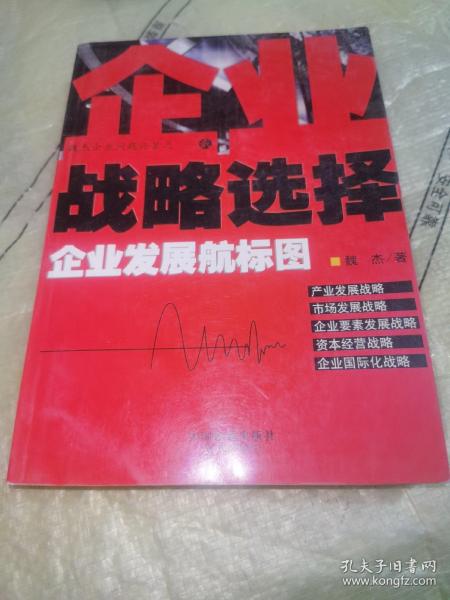 企业
战略选择
企业发展航标图
魏 杰/著
产业发展战略
市场发展战略
企业要素发展战略
资本经营战略
企业国际化战略
孔夫子旧书网
www.kongfz.com